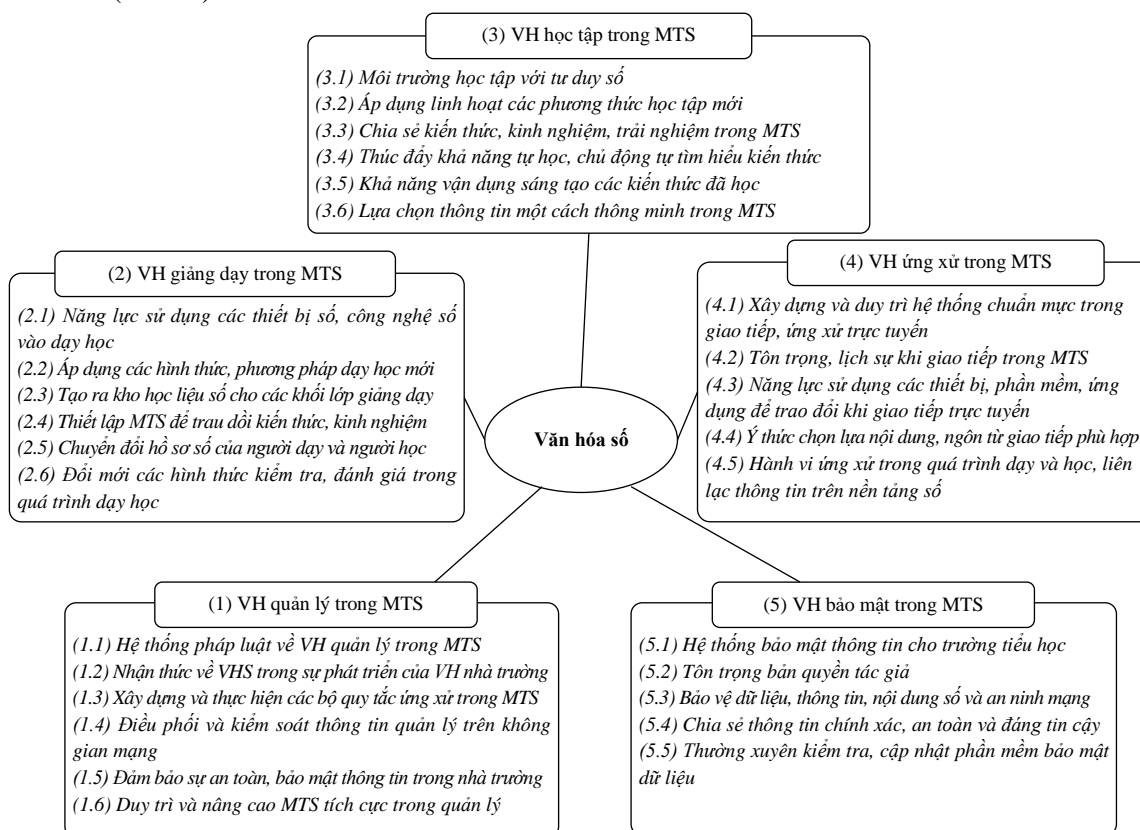 (3) VH học tập trong MTS
(3.1) Môi trường học tập với tư duy số
(3.2) Áp dụng linh hoạt các phương thức học tập mới
(3.3) Chia sẻ kiến thức, kinh nghiệm, trải nghiệm trong MTS
(3.4) Thúc đẩy khả năng tự học, chủ động tự tìm hiểu kiến thức
(3.5) Khả năng vận dụng sáng tạo các kiến thức đã học
(3.6) Lựa chọn thông tin một cách thông minh trong MTS
(2) VH giảng dạy trong MTS
(2.1) Năng lực sử dụng các thiết bị số, công nghệ số
vào dạy học
(2.2) Áp dụng các hình thức, phương pháp dạy học mới
(2.3) Tạo ra kho học liệu số cho các khối lớp giảng dạy
(2.4) Thiết lập MTS để trau dồi kiến thức, kinh nghiệm
(2.5) Chuyển đổi hồ sơ số của người dạy và người học
(2.6) Đổi mới các hình thức kiểm tra, đánh giá trong
quá trình dạy học
(4) VH ứng xử trong MTS
(4.1) Xây dựng và duy trì hệ thống chuẩn mực trong
giao tiếp, ứng xử trực tuyến
(4.2) Tôn trọng, lịch sự khi giao tiếp trong MTS
(4.3) Năng lực sử dụng các thiết bị, phần mềm, ứng
dụng để trao đổi khi giao tiếp trực tuyến
(4.4) Ý thức chọn lựa nội dung, ngôn từ giao tiếp phù hợp
(4.5) Hành vi ứng xử trong quá trình dạy và học, liên
lạc thông tin trên nền tảng số
Văn hóa số
(1) VH quản lý trong MTS
(1.1) Hệ thống pháp luật về VH quản lý trong MTS
(1.2) Nhận thức về VHS trong sự phát triển của VH nhà trường
(1.3) Xây dựng và thực hiện các bộ quy tắc ứng xử trong MTS
(1.4) Điều phối và kiểm soát thông tin quản lý trên không
gian mạng
(1.5) Đảm bảo sự an toàn, bảo mật thông tin trong nhà trường
(1.6) Duy trì và nâng cao MTS tích cực trong quản lý
(5) VH bảo mật trong MTS
(5.1) Hệ thống bảo mật thông tin cho trường tiểu học
(5.2) Tôn trọng bản quyền tác giả
(5.3) Bảo vệ dữ liệu, thông tin, nội dung số và an ninh mạng
(5.4) Chia sẻ thông tin chính xác, an toàn và đáng tin cậy
(5.5) Thường xuyên kiểm tra, cập nhật phần mềm bảo mật
dữ liệu